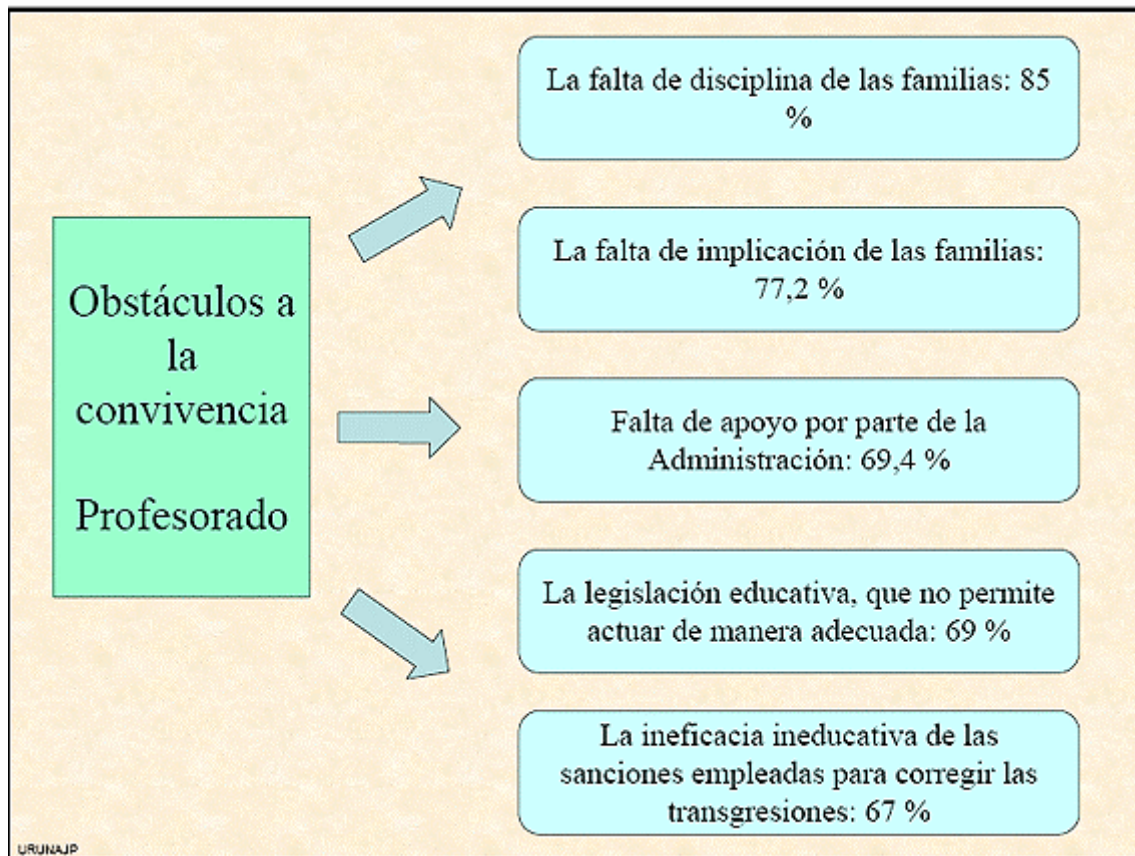 Obstáculos a
la
convivencia
Profesorado
La falta de disciplina de las familias: 85
%
La falta de implicación de las familias:
77,2 %
Falta de apoyo por parte de la
Administración: 69,4 %
La legislación educativa, que no permite
actuar de manera adecuada: 69 %
La ineficacia ineducativa de las
sanciones empleadas para corregir las
transgresiones: 67 %
URUNAJP